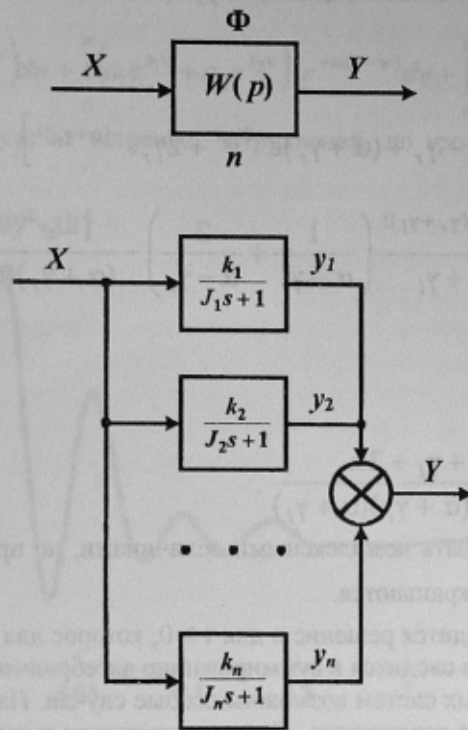 Φ
X
W(p)
Y
n
X
k₁ / (J₁s+1)
y₁
k₂ / (J₂s+1)
y₂
Y
• • •
kₙ / (Jₙs+1)
yₙ